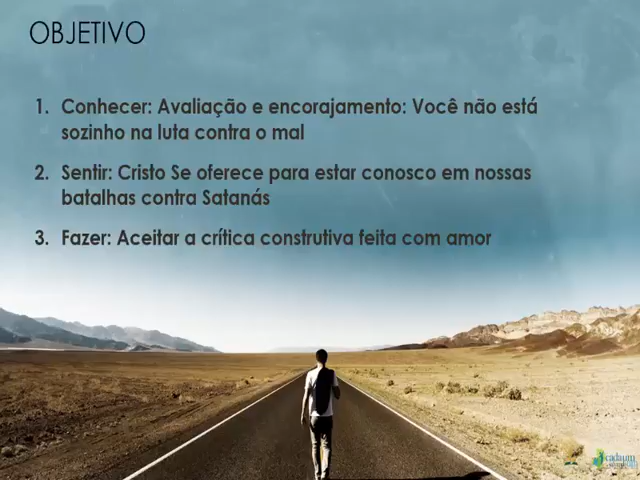 OBJETIVO
1. Conhecer: Avaliação e encorajamento: Você não está
sozinho na luta contra o mal
2. Sentir: Cristo Se oferece para estar conosco em nossas
batalhas contra Satanás
3. Fazer: Aceitar a crítica construtiva feita com amor